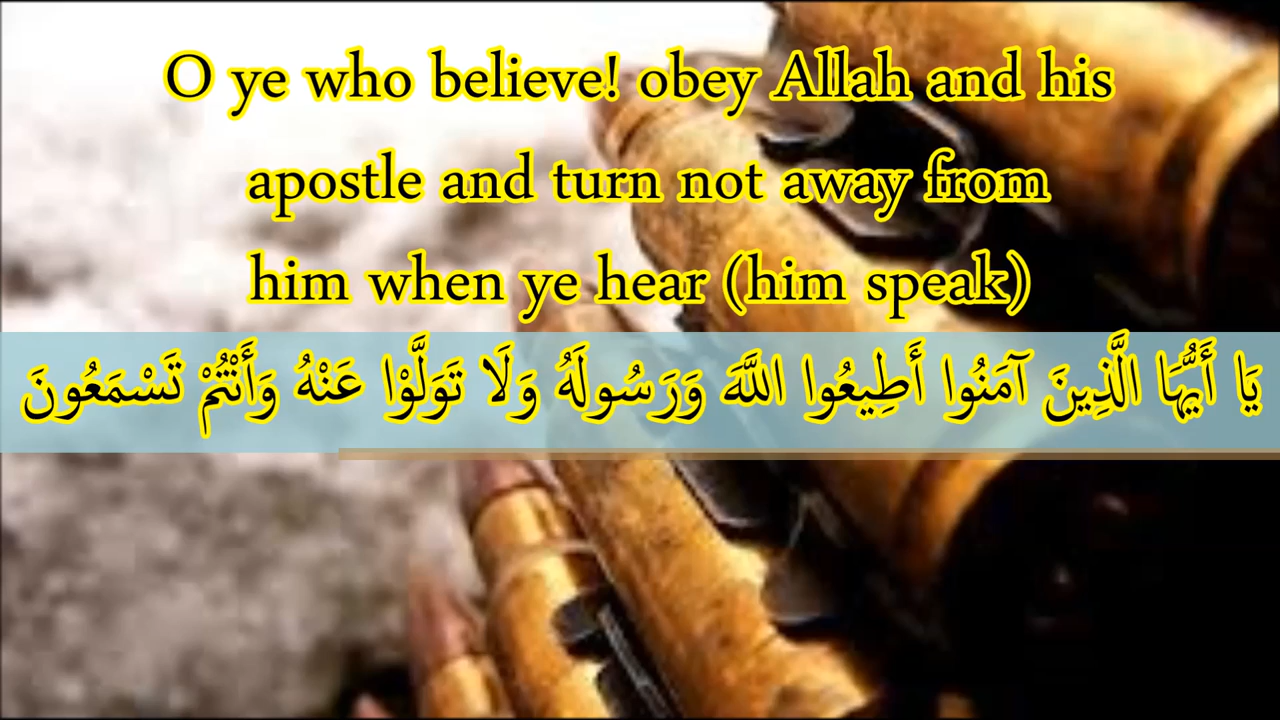 O ye who believe! obey Allah and his
apostle and turn not away from
him when ye hear (him speak)
يَا أَيُّهَا الَّذِينَ آمَنُوا أَطِيعُوا اللَّهَ وَرَسُولَهُ وَلَا تَوَلَّوْا عَنْهُ وَأَنْتُمْ تَسْمَعُونَ